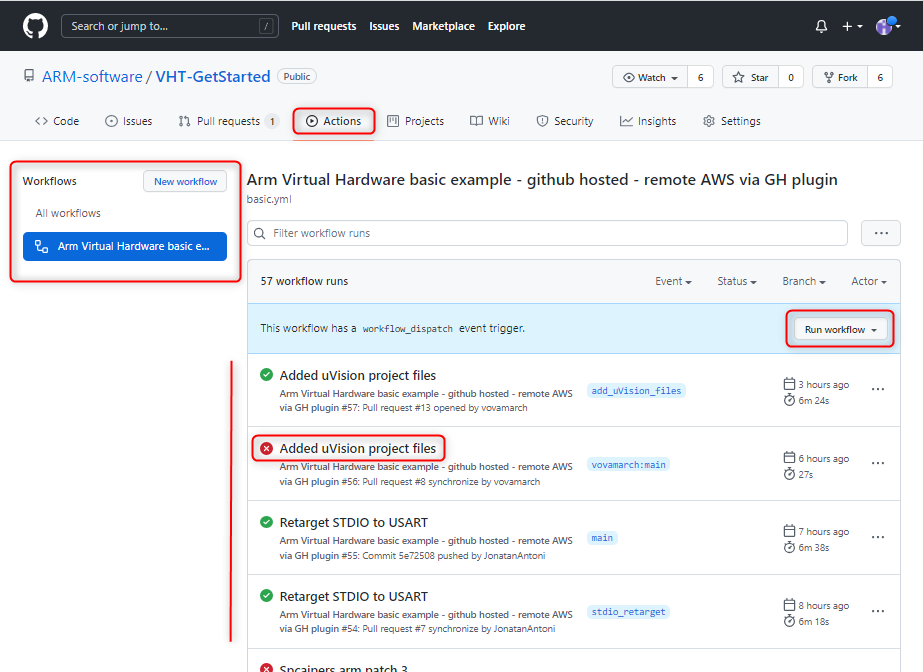 Search or jump to... /
Pull requests Issues Marketplace Explore
ARM-software / VHT-GetStarted Public
Watch 6 Star 0 Fork 6
Code Issues Pull requests 1 Actions Projects Wiki Security Insights Settings
Workflows New workflow
All workflows
Arm Virtual Hardware basic e...
Arm Virtual Hardware basic example - github hosted - remote AWS via GH plugin
basic.yml
Filter workflow runs
57 workflow runs Event Status Branch Actor
This workflow has a workflow_dispatch event trigger. Run workflow
Added uVision project files
Arm Virtual Hardware basic example - github hosted - remote AWS
via GH plugin #57: Pull request #13 opened by vovamarch
add_uVision_files
3 hours ago
6m 24s
Added uVision project files
Arm Virtual Hardware basic example - github hosted - remote AWS
via GH plugin #56: Pull request #8 synchronize by vovamarch
vovamarch:main
6 hours ago
27s
Retarget STDIO to USART
Arm Virtual Hardware basic example - github hosted - remote AWS
via GH plugin #55: Commit 5e72508 pushed by JonatanAntoni
main
7 hours ago
6m 38s
Retarget STDIO to USART
Arm Virtual Hardware basic example - github hosted - remote AWS
via GH plugin #54: Pull request #7 synchronize by JonatanAntoni
stdio_retarget
8 hours ago
6m 18s
arm patch 3